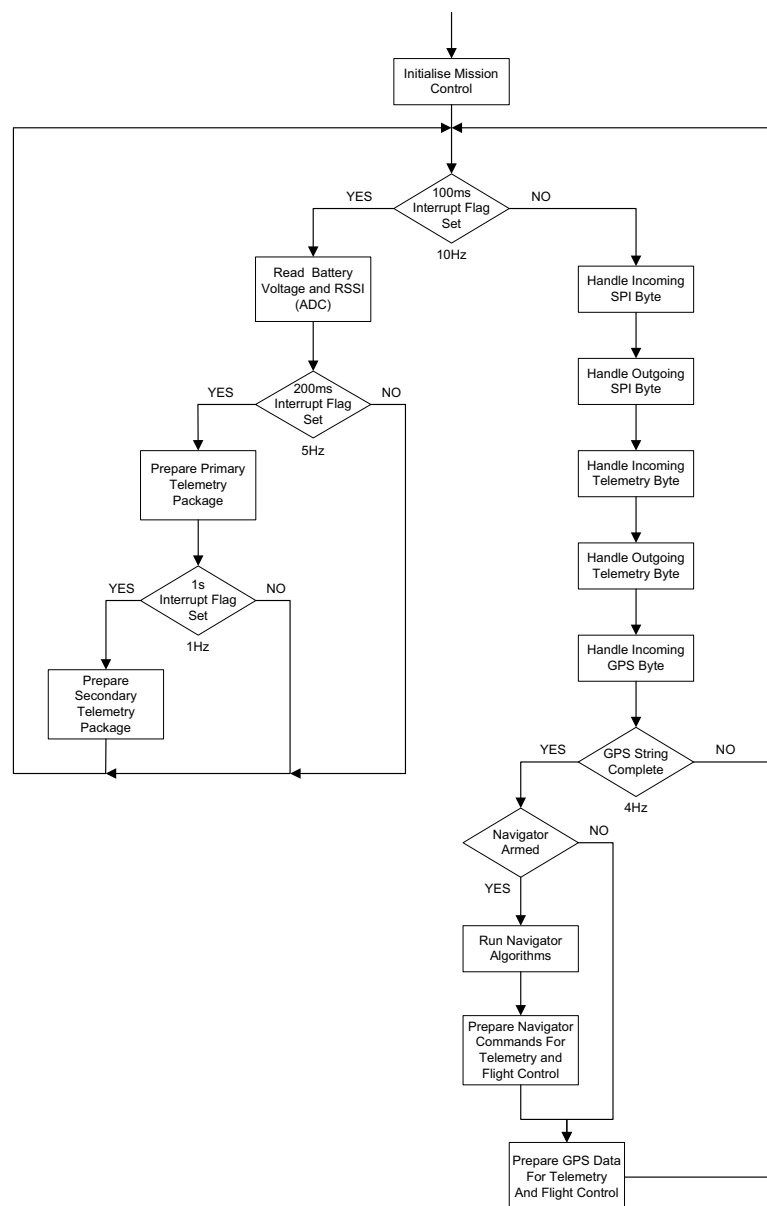 Initialise Mission
Control
100ms
Interrupt Flag
Set
YES
NO
10Hz
Read Battery
Voltage and RSSI
(ADC)
200ms
Interrupt Flag
Set
YES
NO
5Hz
Prepare Primary
Telemetry
Package
1s
Interrupt Flag
Set
YES
NO
1Hz
Prepare
Secondary
Telemetry
Package
Handle Incoming
SPI Byte
Handle Outgoing
SPI Byte
Handle Incoming
Telemetry Byte
Handle Outgoing
Telemetry Byte
Handle Incoming
GPS Byte
GPS String
Complete
YES
NO
4Hz
Navigator
Armed
NO
YES
Run Navigator
Algorithms
Prepare Navigator
Commands For
Telemetry and
Flight Control
Prepare GPS Data
For Telemetry
And Flight Control